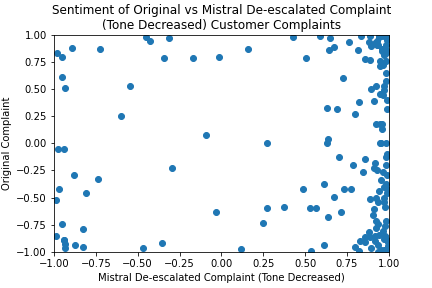 Sentiment of Original vs Mistral De-escalated Complaint
(Tone Decreased) Customer Complaints
1.00
0.75
0.50
0.25
0.00
−0.25
−0.50
−0.75
−1.00
Original Complaint
−1.00 −0.75 −0.50 −0.25 0.00 0.25 0.50 0.75 1.00
Mistral De-escalated Complaint (Tone Decreased)